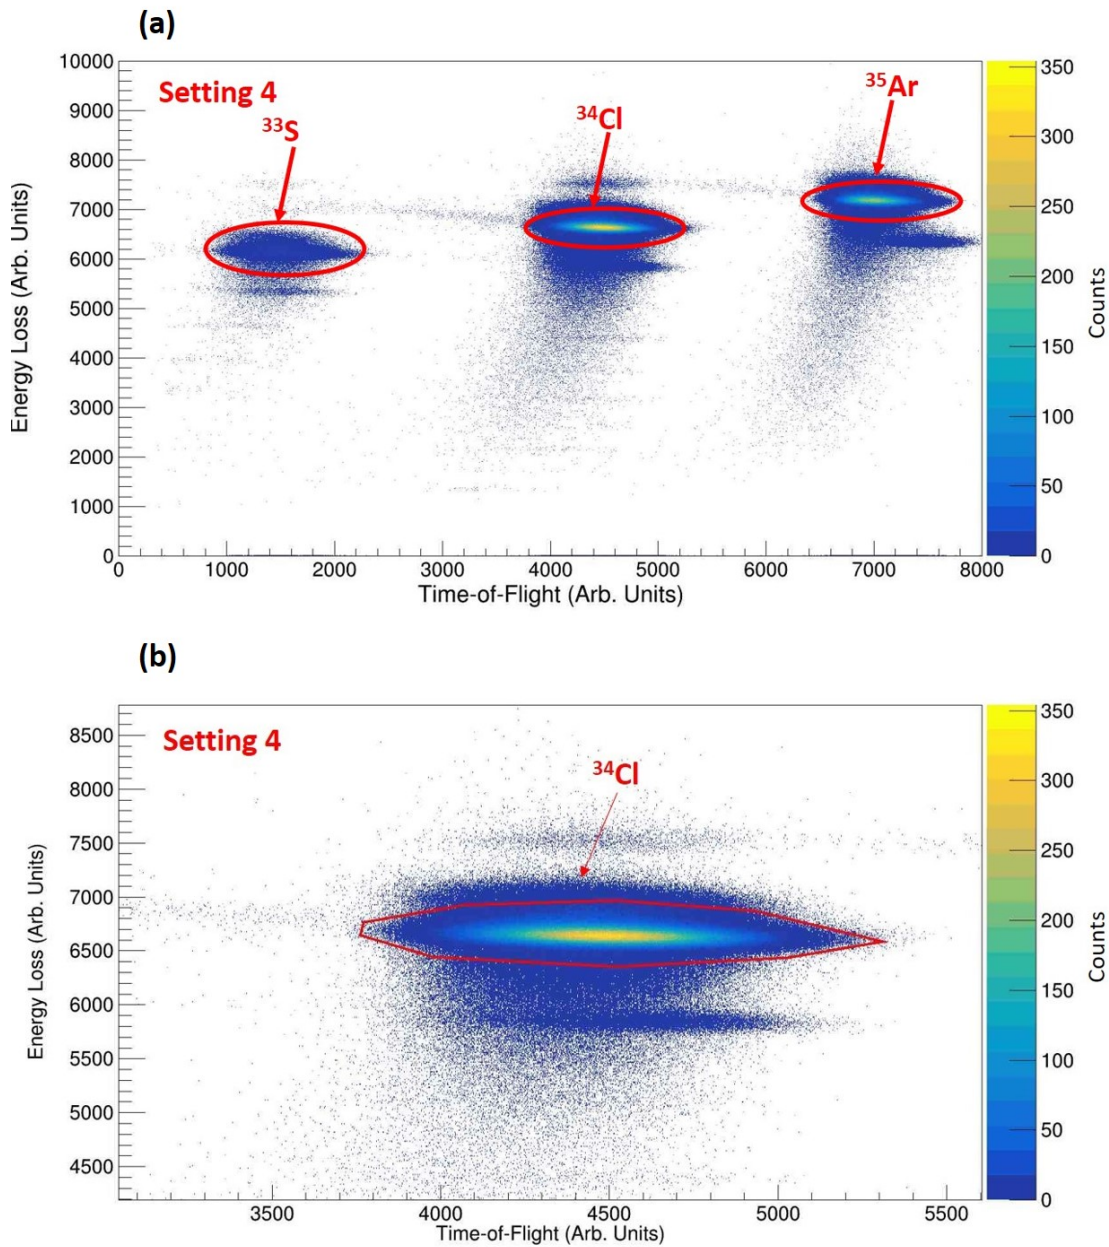 (a)
Setting 4
³³S
³⁴Cl
³⁵Ar
10000
9000
8000
7000
6000
5000
4000
3000
2000
1000
0
Energy Loss (Arb. Units)
0 1000 2000 3000 4000 5000 6000 7000 8000
Time-of-Flight (Arb. Units)
350
300
250
200
150
100
50
0
Counts
(b)
Setting 4
³⁴Cl
8500
8000
7500
7000
6500
6000
5500
5000
4500
Energy Loss (Arb. Units)
3500 4000 4500 5000 5500
Time-of-Flight (Arb. Units)
350
300
250
200
150
100
50
0
Counts